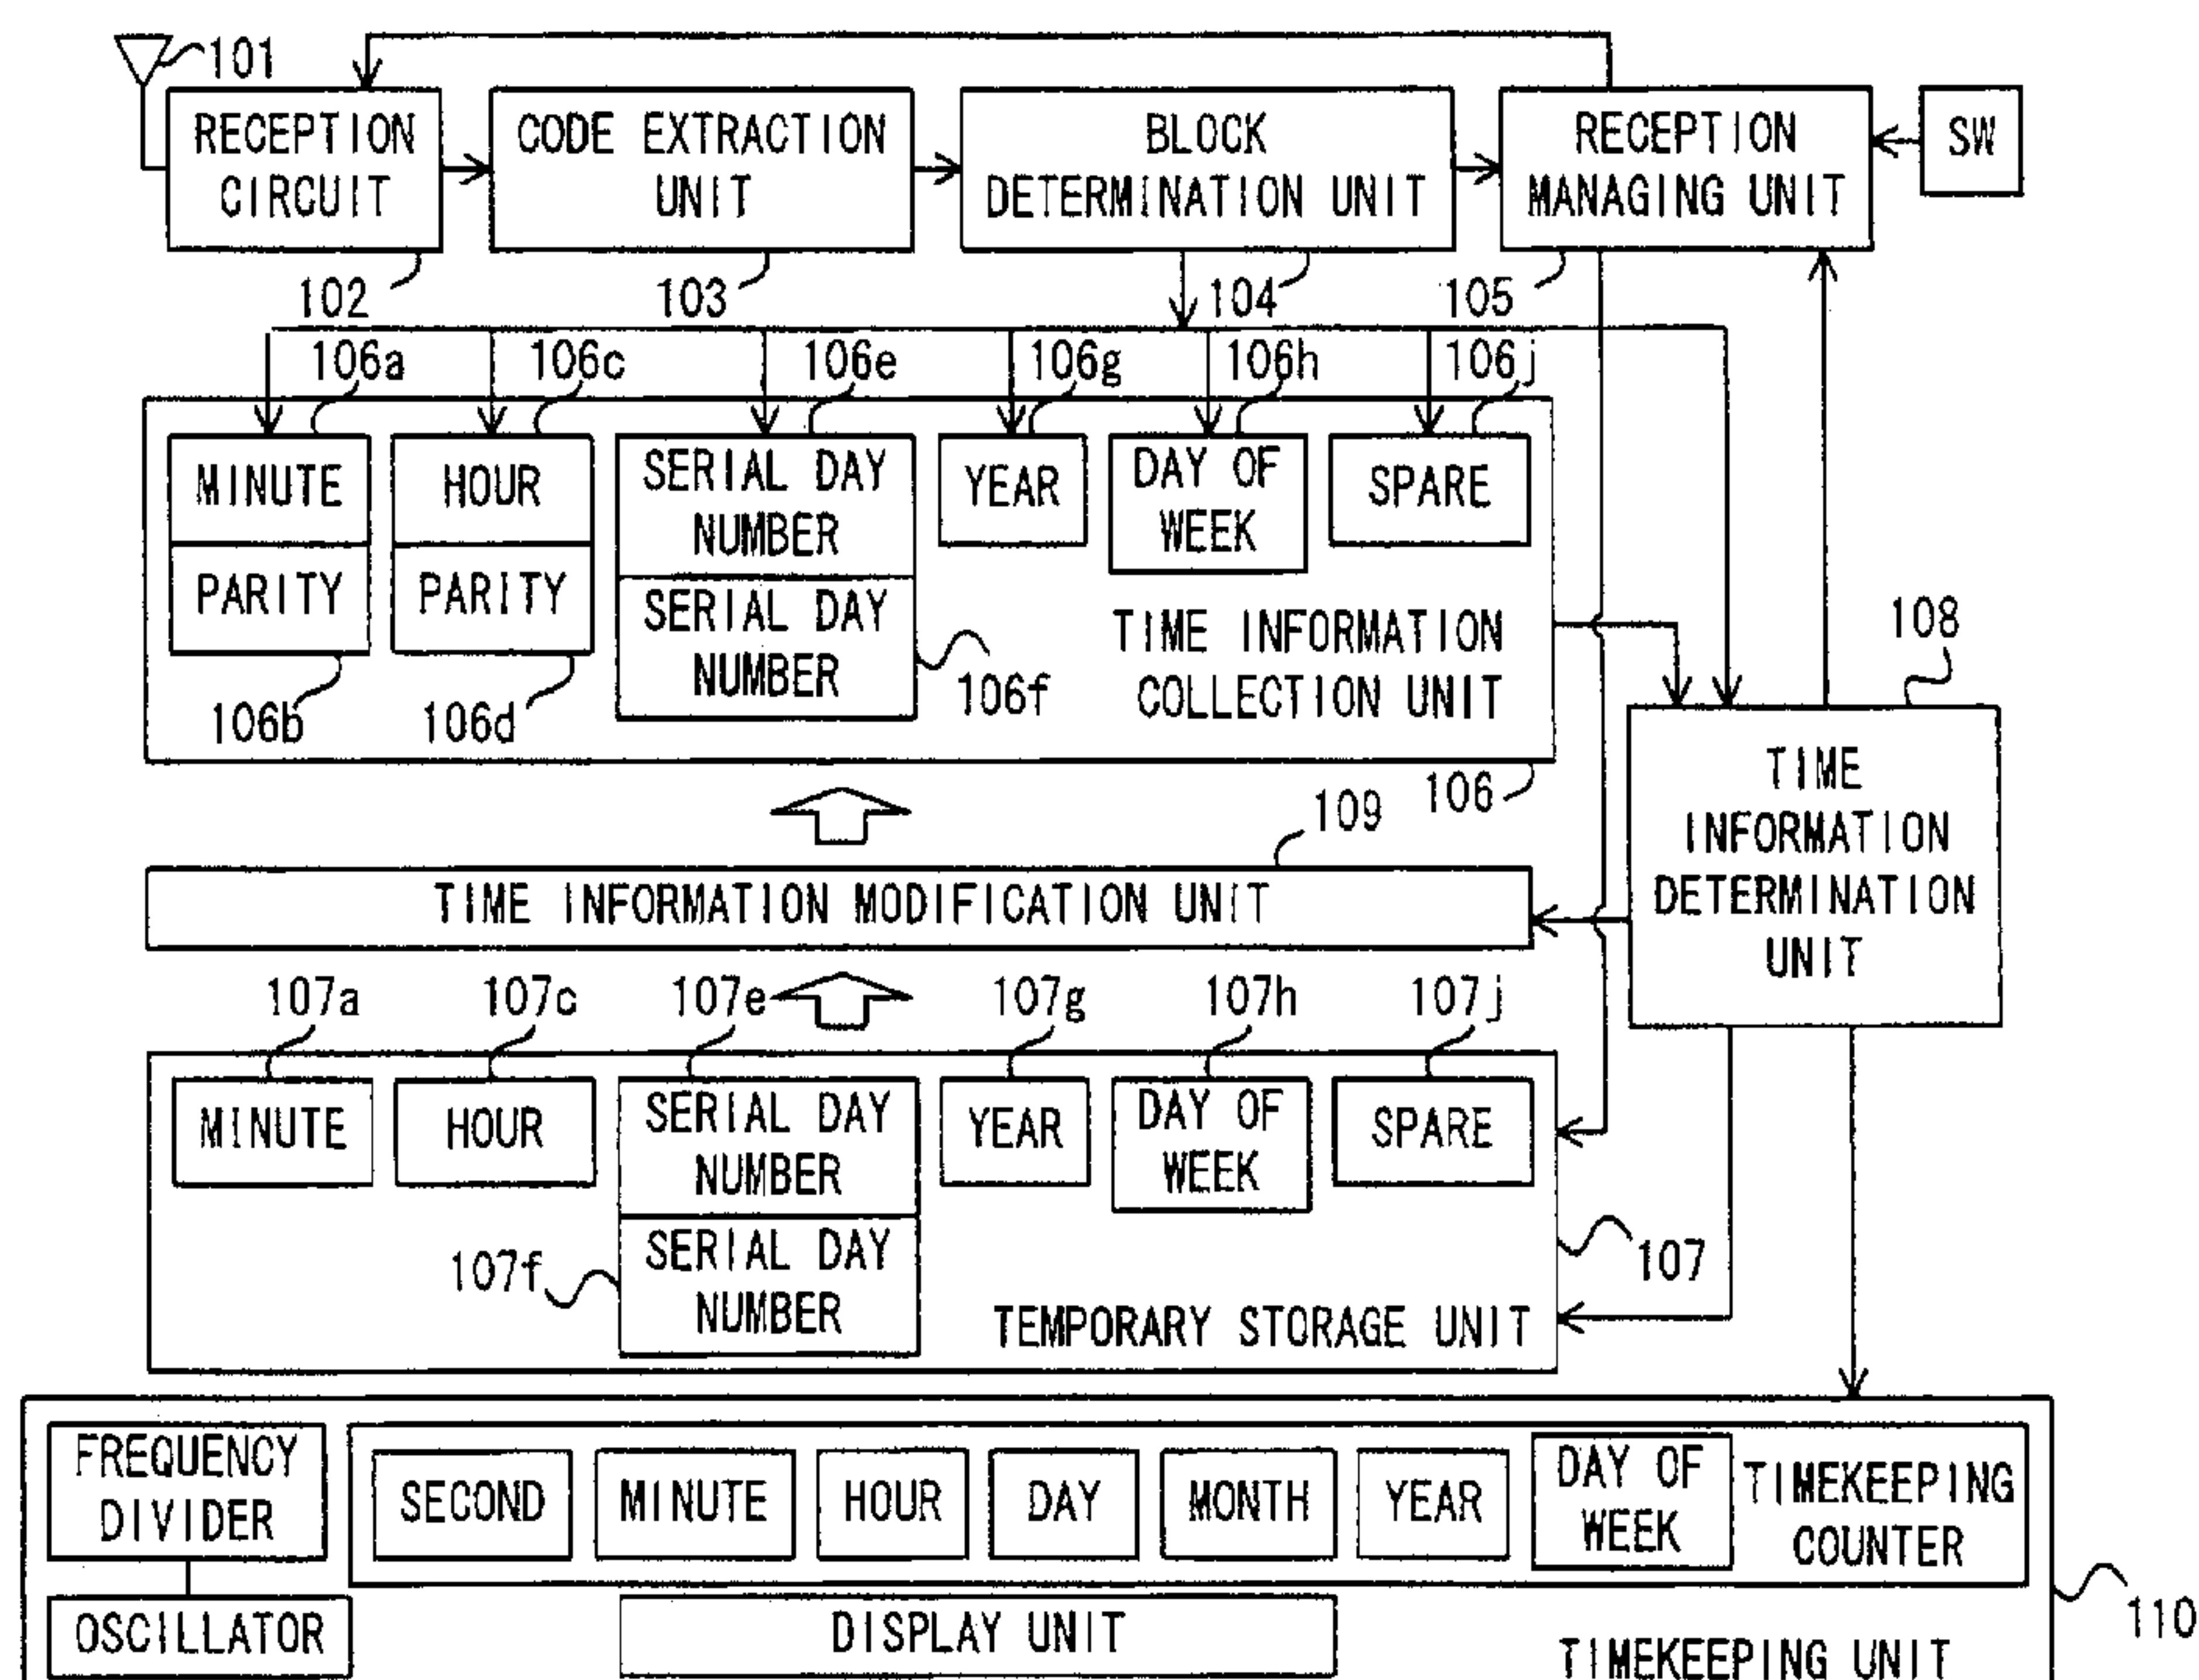 101
RECEPTION
CIRCUIT
CODE EXTRACTION
UNIT
BLOCK
DETERMINATION UNIT
RECEPTION
MANAGING UNIT
SW
102
103
104
105
106a
106c
106e
106g
106h
106j
MINUTE
PARITY
HOUR
PARITY
SERIAL DAY
NUMBER
SERIAL DAY
NUMBER
YEAR
DAY OF
WEEK
SPARE
TIME INFORMATION
COLLECTION UNIT
106b
106d
106f
106
108
TIME
INFORMATION
DETERMINATION
UNIT
109
TIME INFORMATION MODIFICATION UNIT
107a
107c
107e
107g
107h
107j
MINUTE
HOUR
SERIAL DAY
NUMBER
SERIAL DAY
NUMBER
YEAR
DAY OF
WEEK
SPARE
107f
TEMPORARY STORAGE UNIT
107
FREQUENCY
DIVIDER
SECOND
MINUTE
HOUR
DAY
MONTH
YEAR
DAY OF
WEEK
TIMEKEEPING
COUNTER
OSCILLATOR
DISPLAY UNIT
TIMEKEEPING UNIT
110